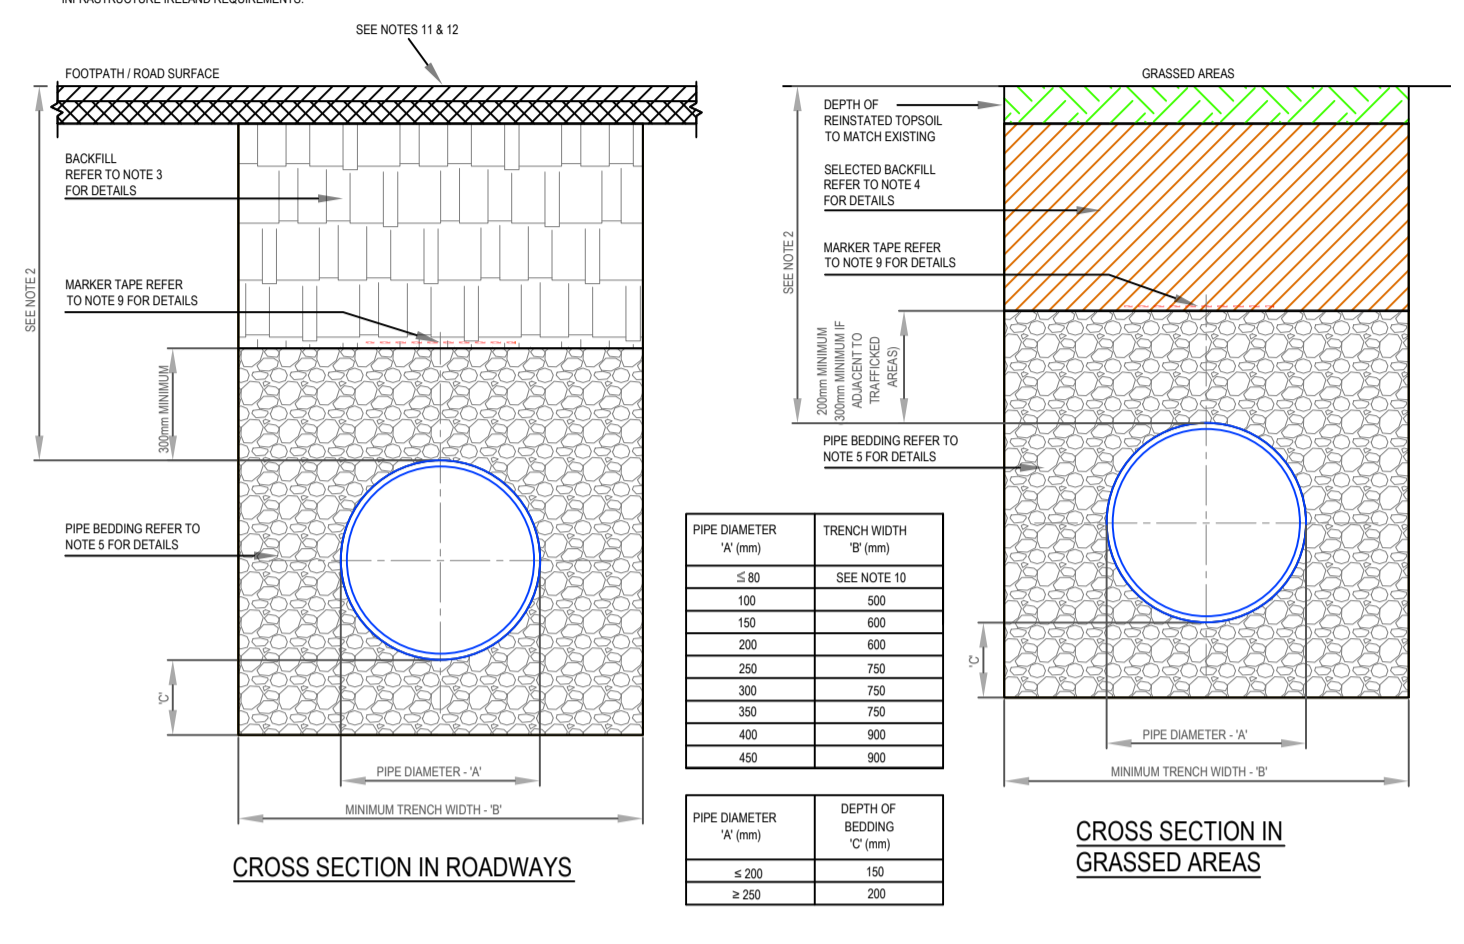 INFRASTRUCTURE IRELAND REQUIREMENTS.
SEE NOTES 11 & 12
FOOTPATH / ROAD SURFACE
BACKFILL
REFER TO NOTE 3
FOR DETAILS
MARKER TAPE REFER
TO NOTE 9 FOR DETAILS
SEE NOTE 2
300mm MINIMUM
PIPE BEDDING REFER TO
NOTE 5 FOR DETAILS
'C'
PIPE DIAMETER - 'A'
MINIMUM TRENCH WIDTH - 'B'
CROSS SECTION IN ROADWAYS
PIPE DIAMETER
'A' (mm)
TRENCH WIDTH
'B' (mm)
≤ 80 SEE NOTE 10
100 500
150 600
200 600
250 750
300 750
350 750
400 900
450 900
PIPE DIAMETER
'A' (mm)
DEPTH OF
BEDDING
'C' (mm)
≤ 200 150
≥ 250 200
GRASSED AREAS
DEPTH OF
REINSTATED TOPSOIL
TO MATCH EXISTING
SELECTED BACKFILL
REFER TO NOTE 4
FOR DETAILS
MARKER TAPE REFER
TO NOTE 9 FOR DETAILS
SEE NOTE 2
200mm MINIMUM
(300mm MINIMUM IF
ADJACENT TO
TRAFFICKED
AREAS)
PIPE BEDDING REFER TO
NOTE 5 FOR DETAILS
'C'
PIPE DIAMETER - 'A'
MINIMUM TRENCH WIDTH - 'B'
CROSS SECTION IN
GRASSED AREAS